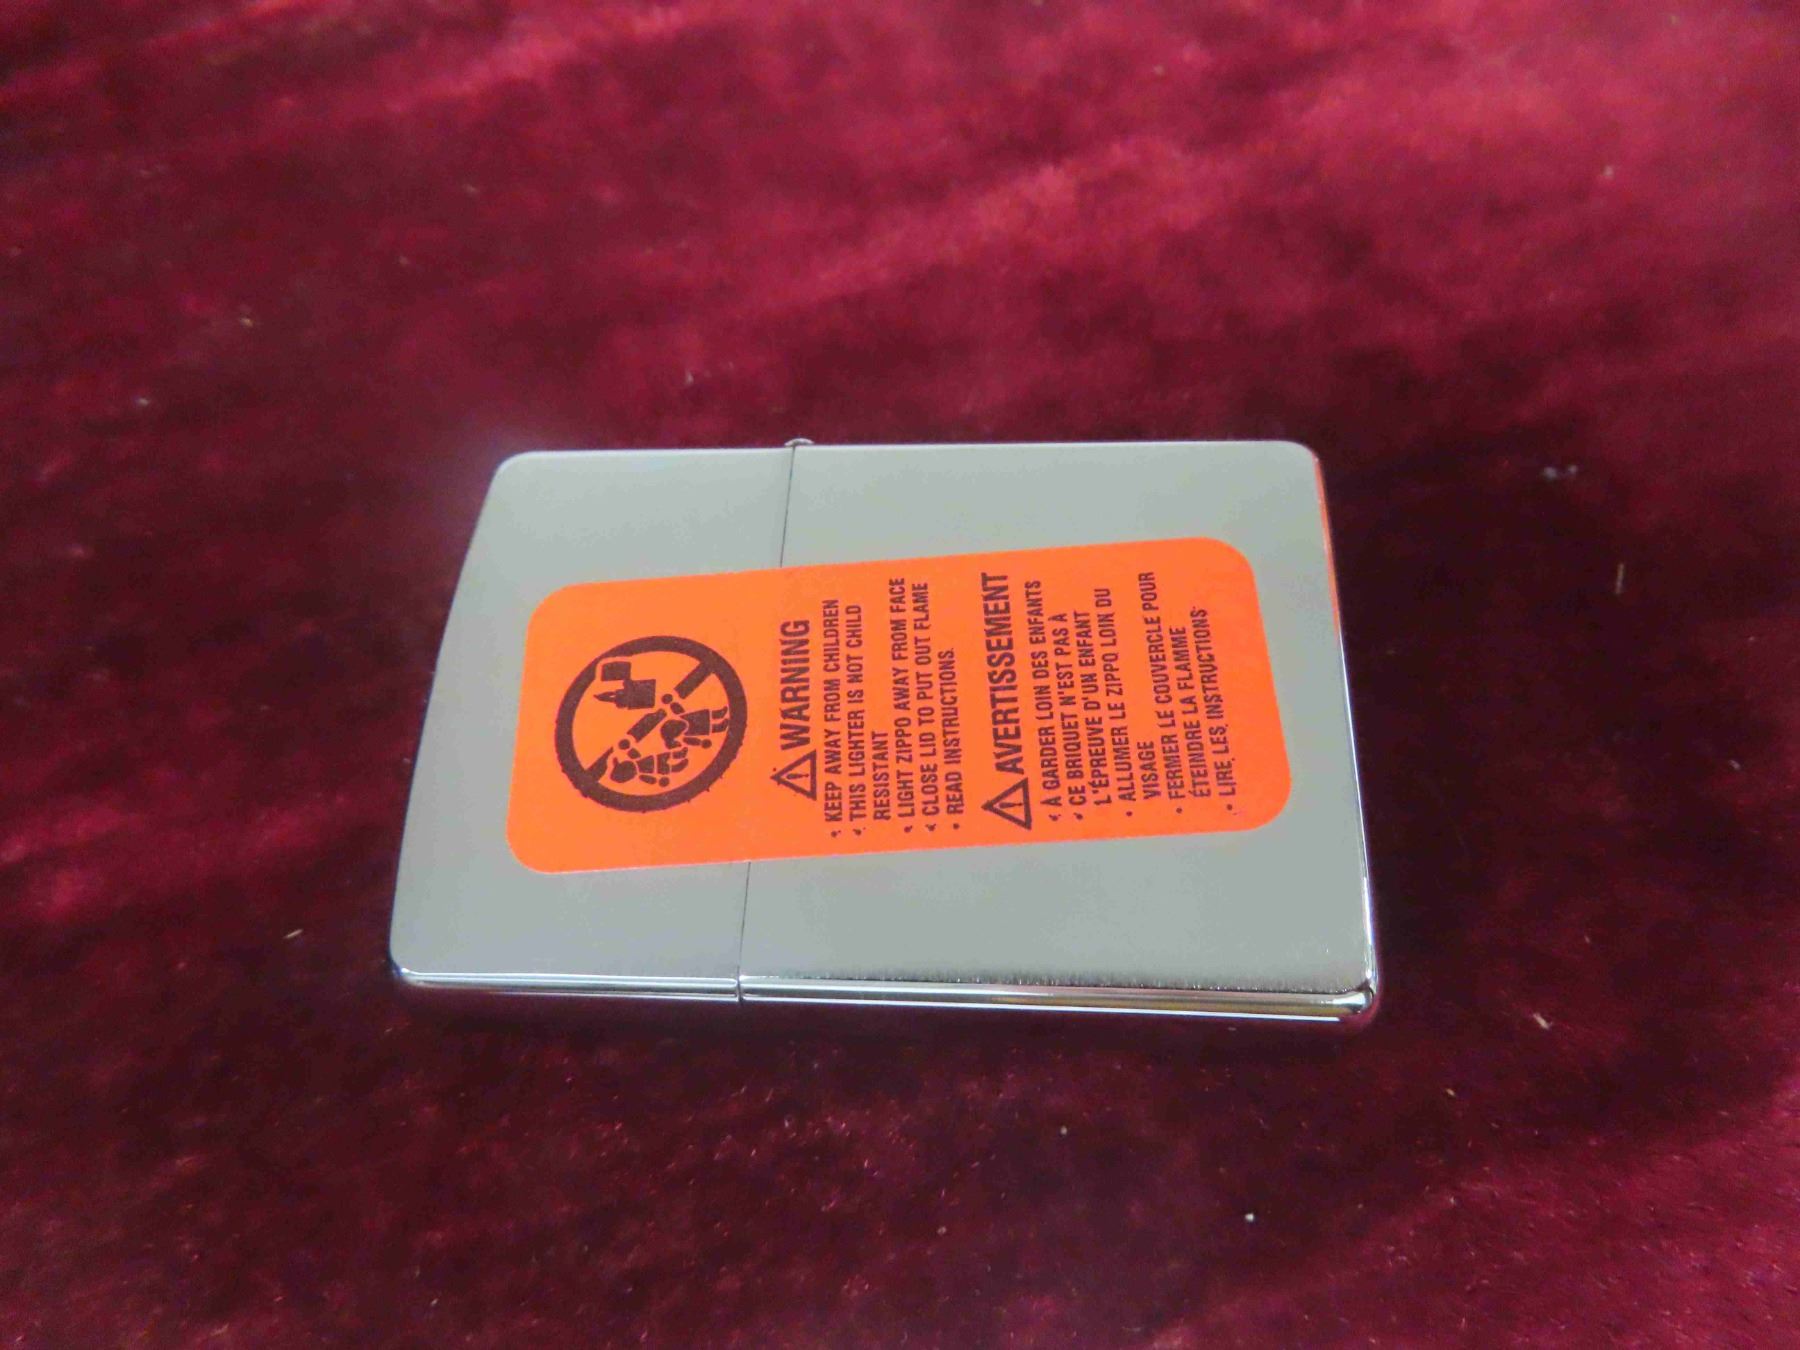 WARNING
• KEEP AWAY FROM CHILDREN
• THIS LIGHTER IS NOT CHILD
RESISTANT
• LIGHT ZIPPO AWAY FROM FACE
• CLOSE LID TO PUT OUT FLAME
• READ INSTRUCTIONS.
AVERTISSEMENT
• À GARDER LOIN DES ENFANTS
• CE BRIQUET N'EST PAS À
L'ÉPREUVE D'UN ENFANT
• ALLUMER LE ZIPPO LOIN DU
VISAGE
• FERMER LE COUVERCLE POUR
ÉTEINDRE LA FLAMME
• LIRE LES INSTRUCTIONS